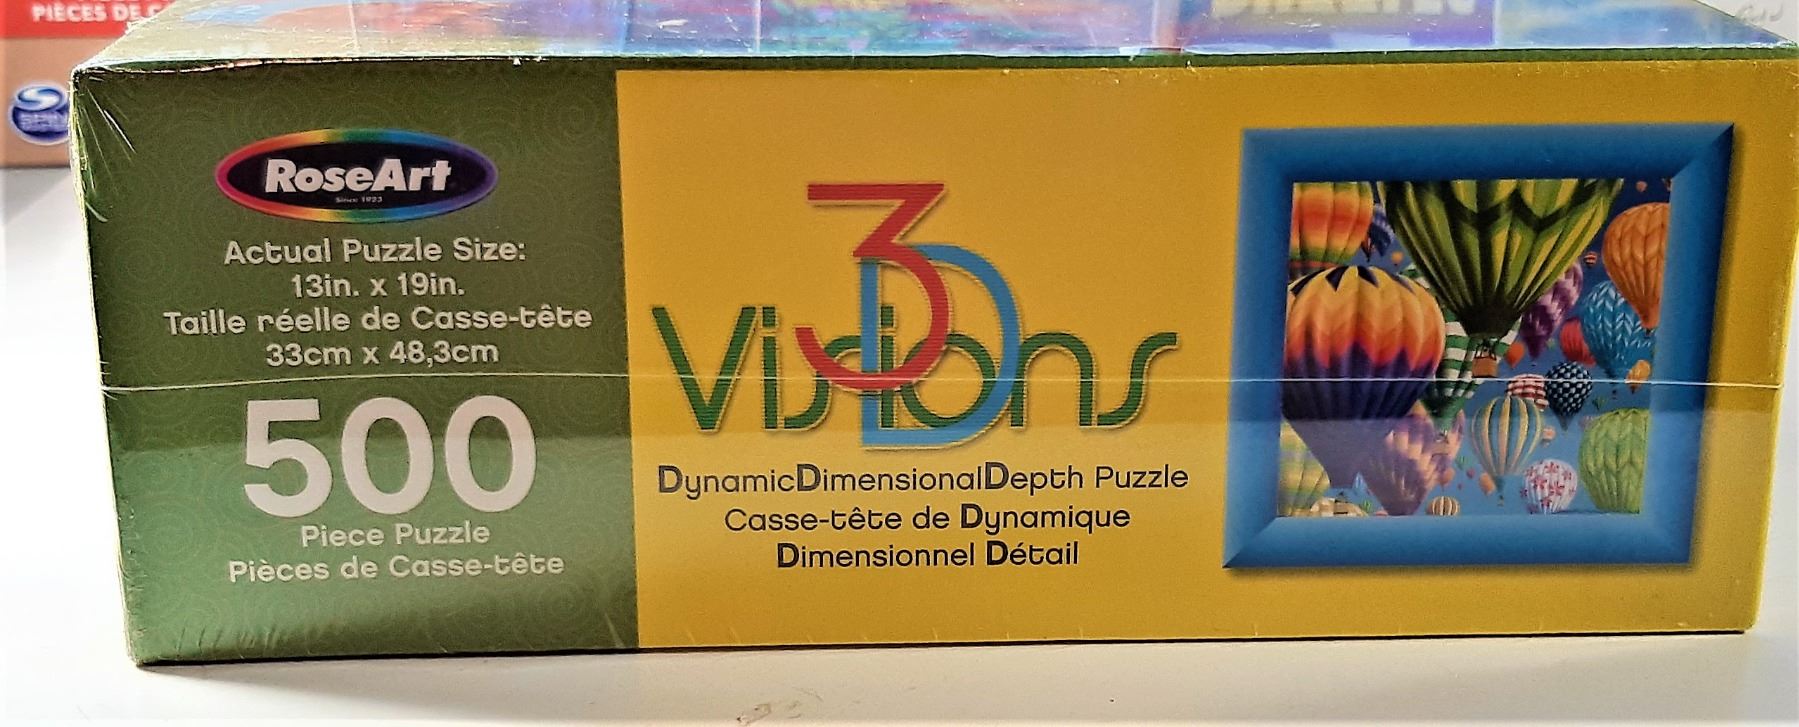 PIÈCES DE
RoseArt
Since 1923
Actual Puzzle Size:
13in. x 19in.
Taille réelle de Casse-tête
33cm x 48,3cm
500
Piece Puzzle
Pièces de Casse-tête
3D
Visions
DynamicDimensionalDepth Puzzle
Casse-tête de Dynamique
Dimensionnel Détail